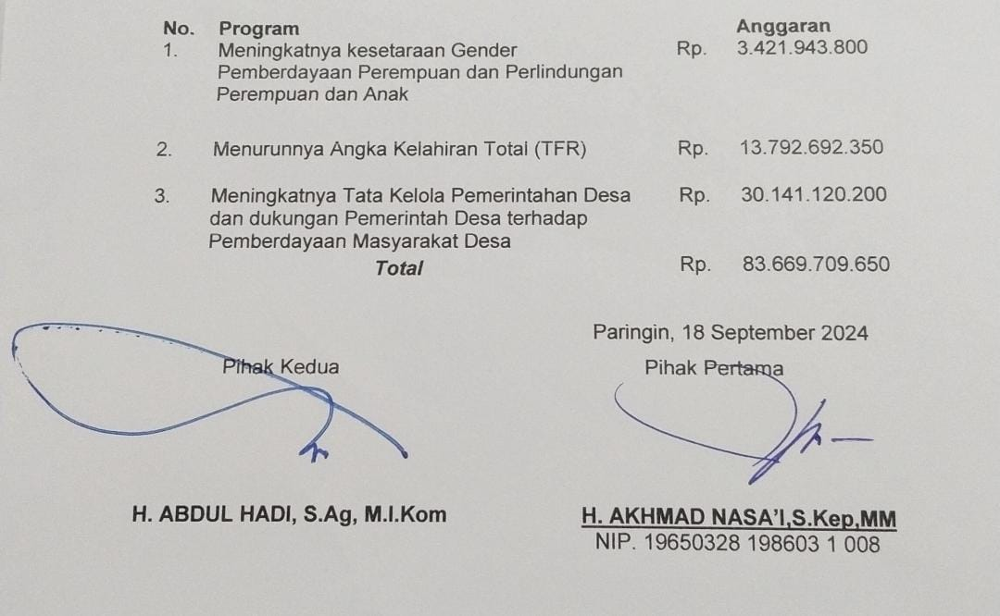 No. Program Anggaran
1. Meningkatnya kesetaraan Gender Rp. 3.421.943.800
Pemberdayaan Perempuan dan Perlindungan
Perempuan dan Anak
2. Menurunnya Angka Kelahiran Total (TFR) Rp. 13.792.692.350
3. Meningkatnya Tata Kelola Pemerintahan Desa Rp. 30.141.120.200
dan dukungan Pemerintah Desa terhadap
Pemberdayaan Masyarakat Desa
Total Rp. 83.669.709.650
Paringin, 18 September 2024
Pihak Kedua Pihak Pertama
H. ABDUL HADI, S.Ag, M.I.Kom H. AKHMAD NASA'I,S.Kep,MM
NIP. 19650328 198603 1 008